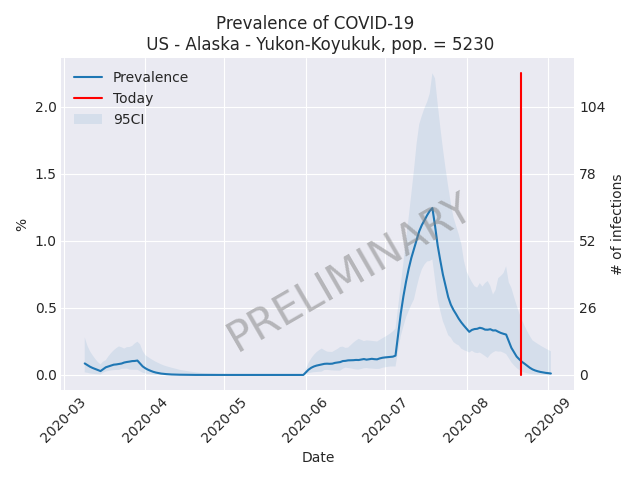 Prevalence of COVID-19
US - Alaska - Yukon-Koyukuk, pop. = 5230
Prevalence
Today
95CI
PRELIMINARY
%
2.0
1.5
1.0
0.5
0.0
104
78
52
26
0
# of infections
2020-03
2020-04
2020-05
2020-06
2020-07
2020-08
2020-09
Date